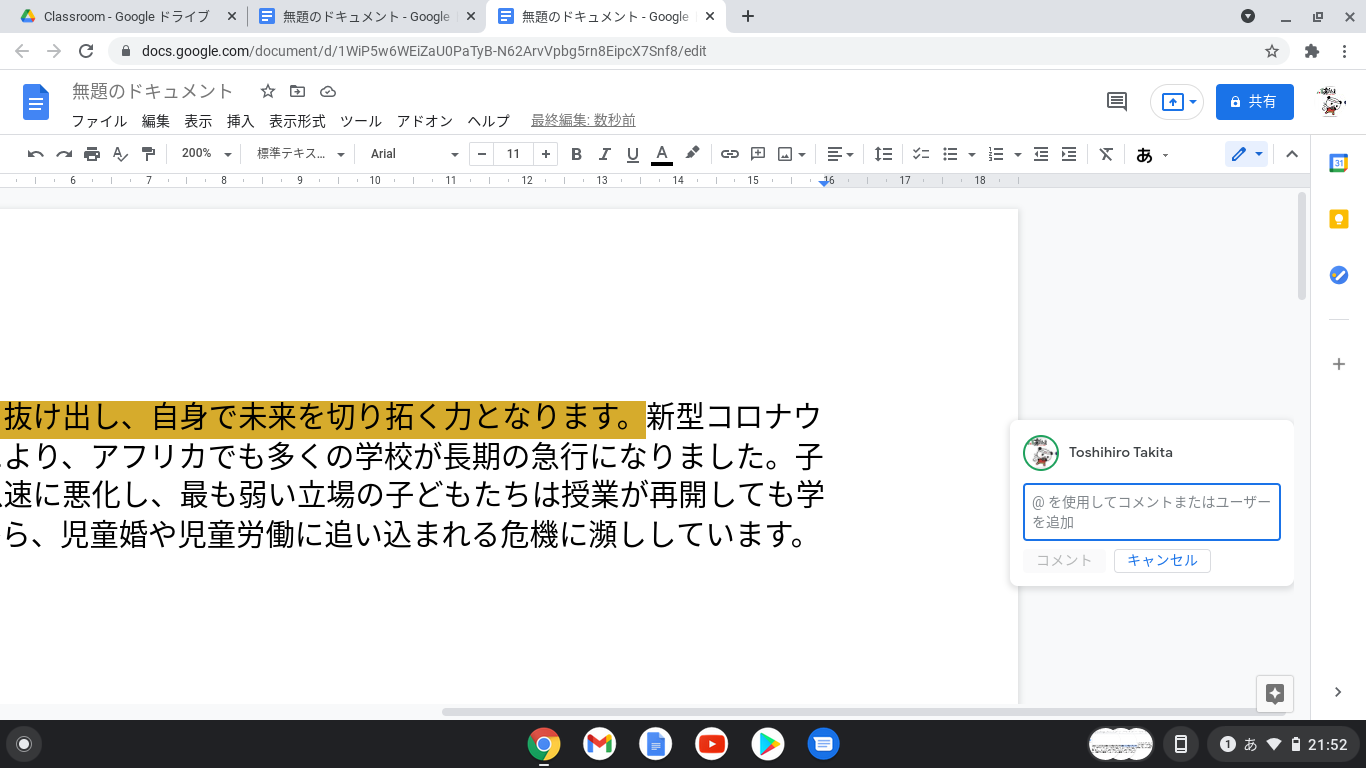 Classroom - Google ドライブ
無題のドキュメント - Google
無題のドキュメント - Google
docs.google.com/document/d/1WiP5w6WEiZaU0PaTyB-N62ArvVpbg5rn8EipcX7Snf8/edit
無題のドキュメント
共有
ファイル 編集 表示 挿入 表示形式 ツール アドオン ヘルプ 最終編集: 数秒前
200% 標準テキス... Arial 11 B I U A あ
31
6 7 8 9 10 11 12 13 14 15 16 17 18
抜け出し、自身で未来を切り拓く力となります。新型コロナウ
より、アフリカでも多くの学校が長期の急行になりました。子
速に悪化し、最も弱い立場の子どもたちは授業が再開しても学
ら、児童婚や児童労働に追い込まれる危機に瀕ししています。
Toshihiro Takita
@ を使用してコメントまたはユーザー
を追加
コメント キャンセル
1 あ 21:52